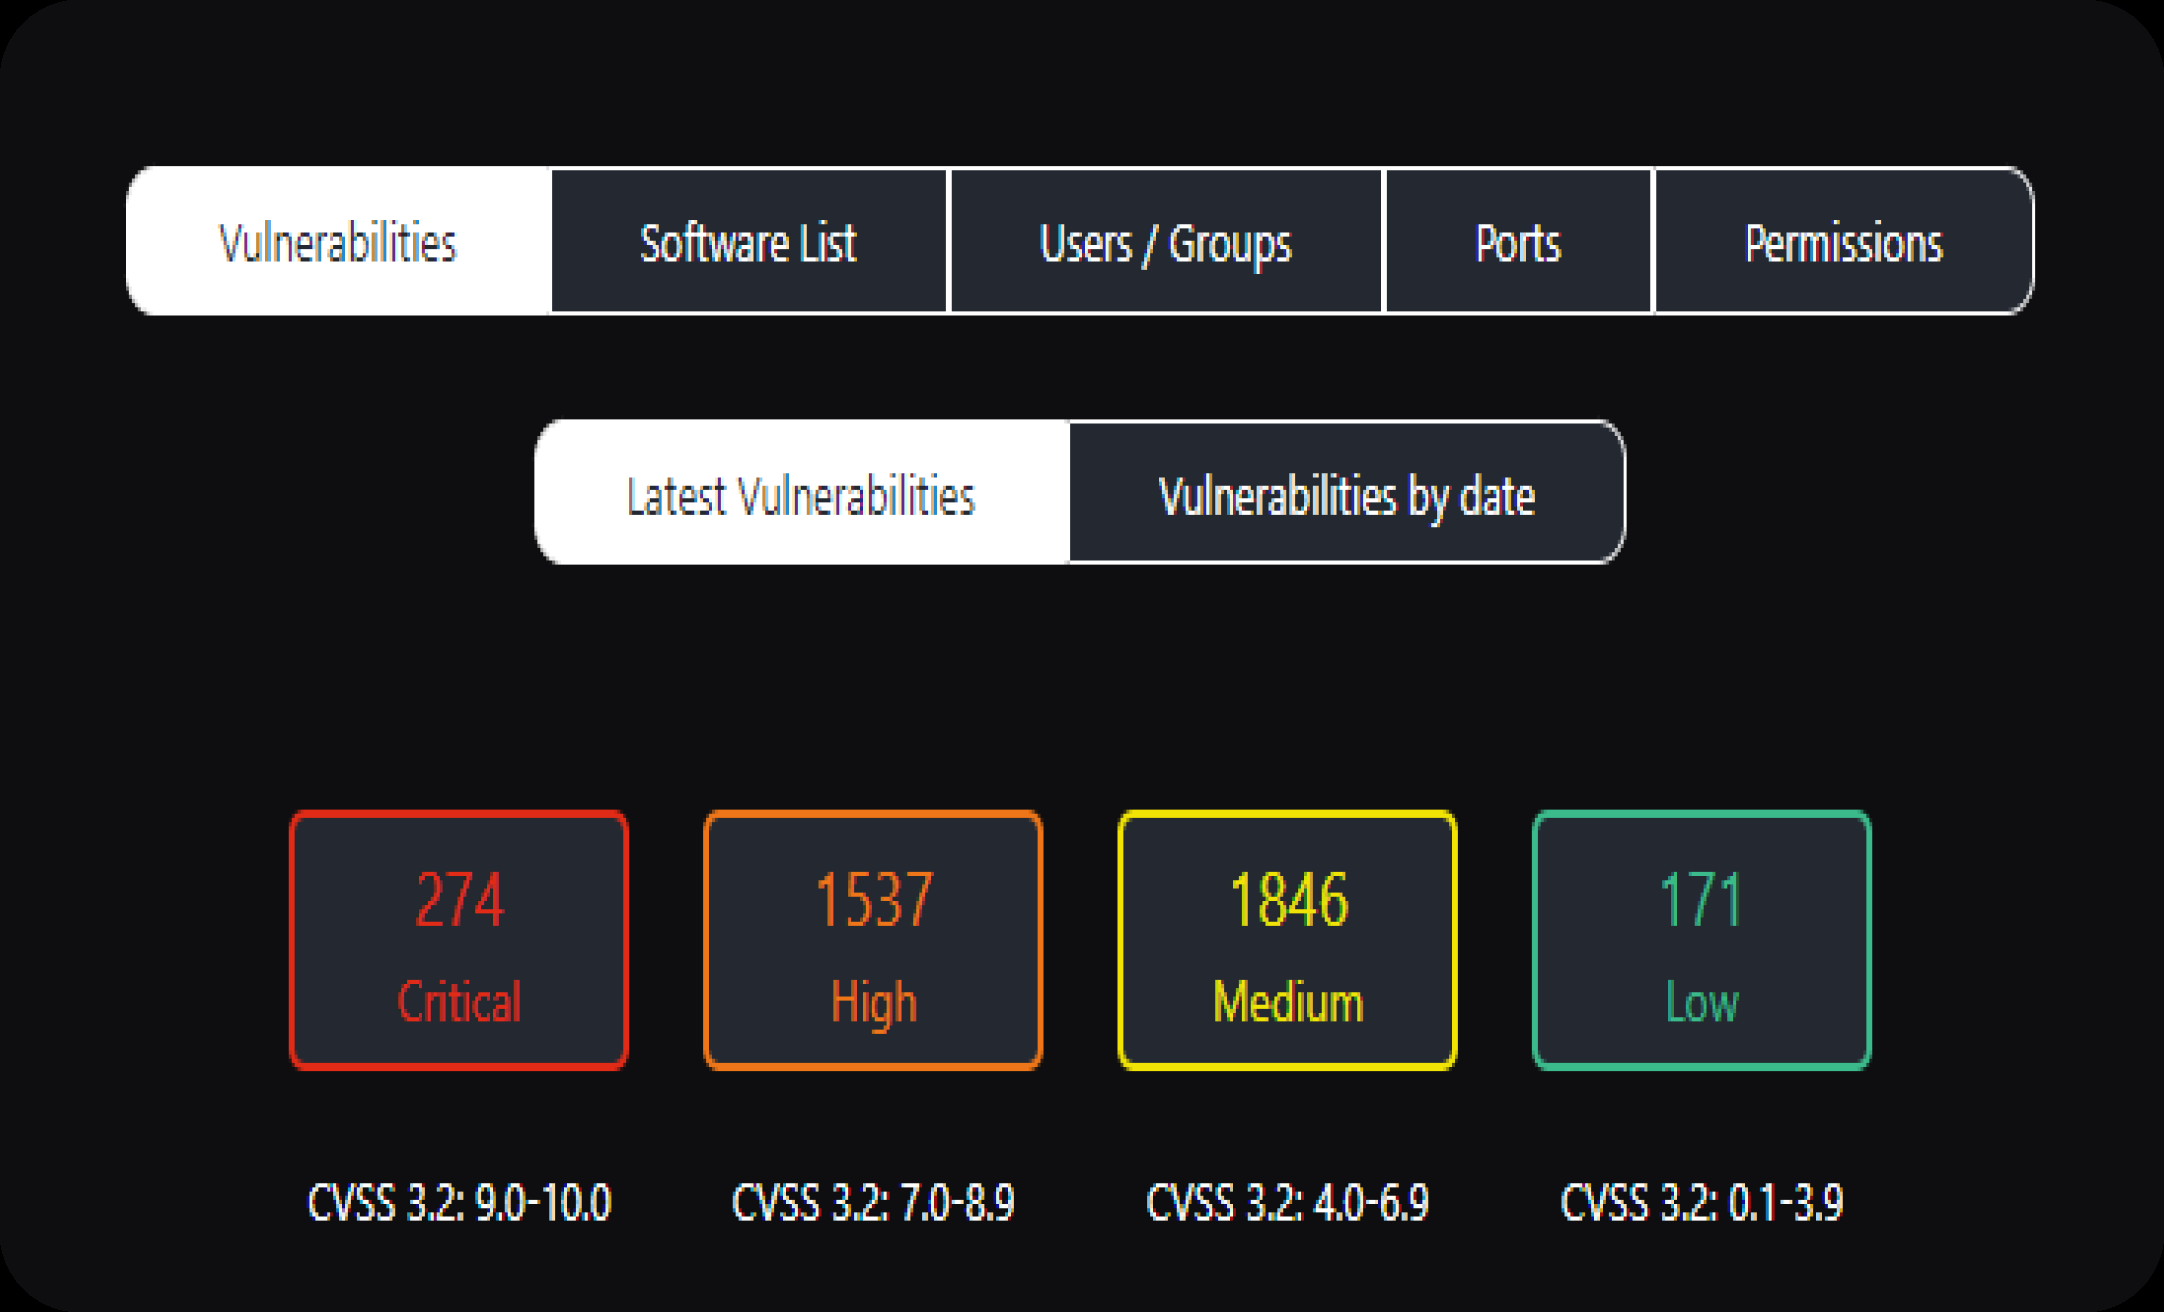 Vulnerabilities Software List Users / Groups Ports Permissions
Latest Vulnerabilities Vulnerabilities by date
274 1537 1846 171
Critical High Medium Low
CVSS 3.2: 9.0-10.0 CVSS 3.2: 7.0-8.9 CVSS 3.2: 4.0-6.9 CVSS 3.2: 0.1-3.9